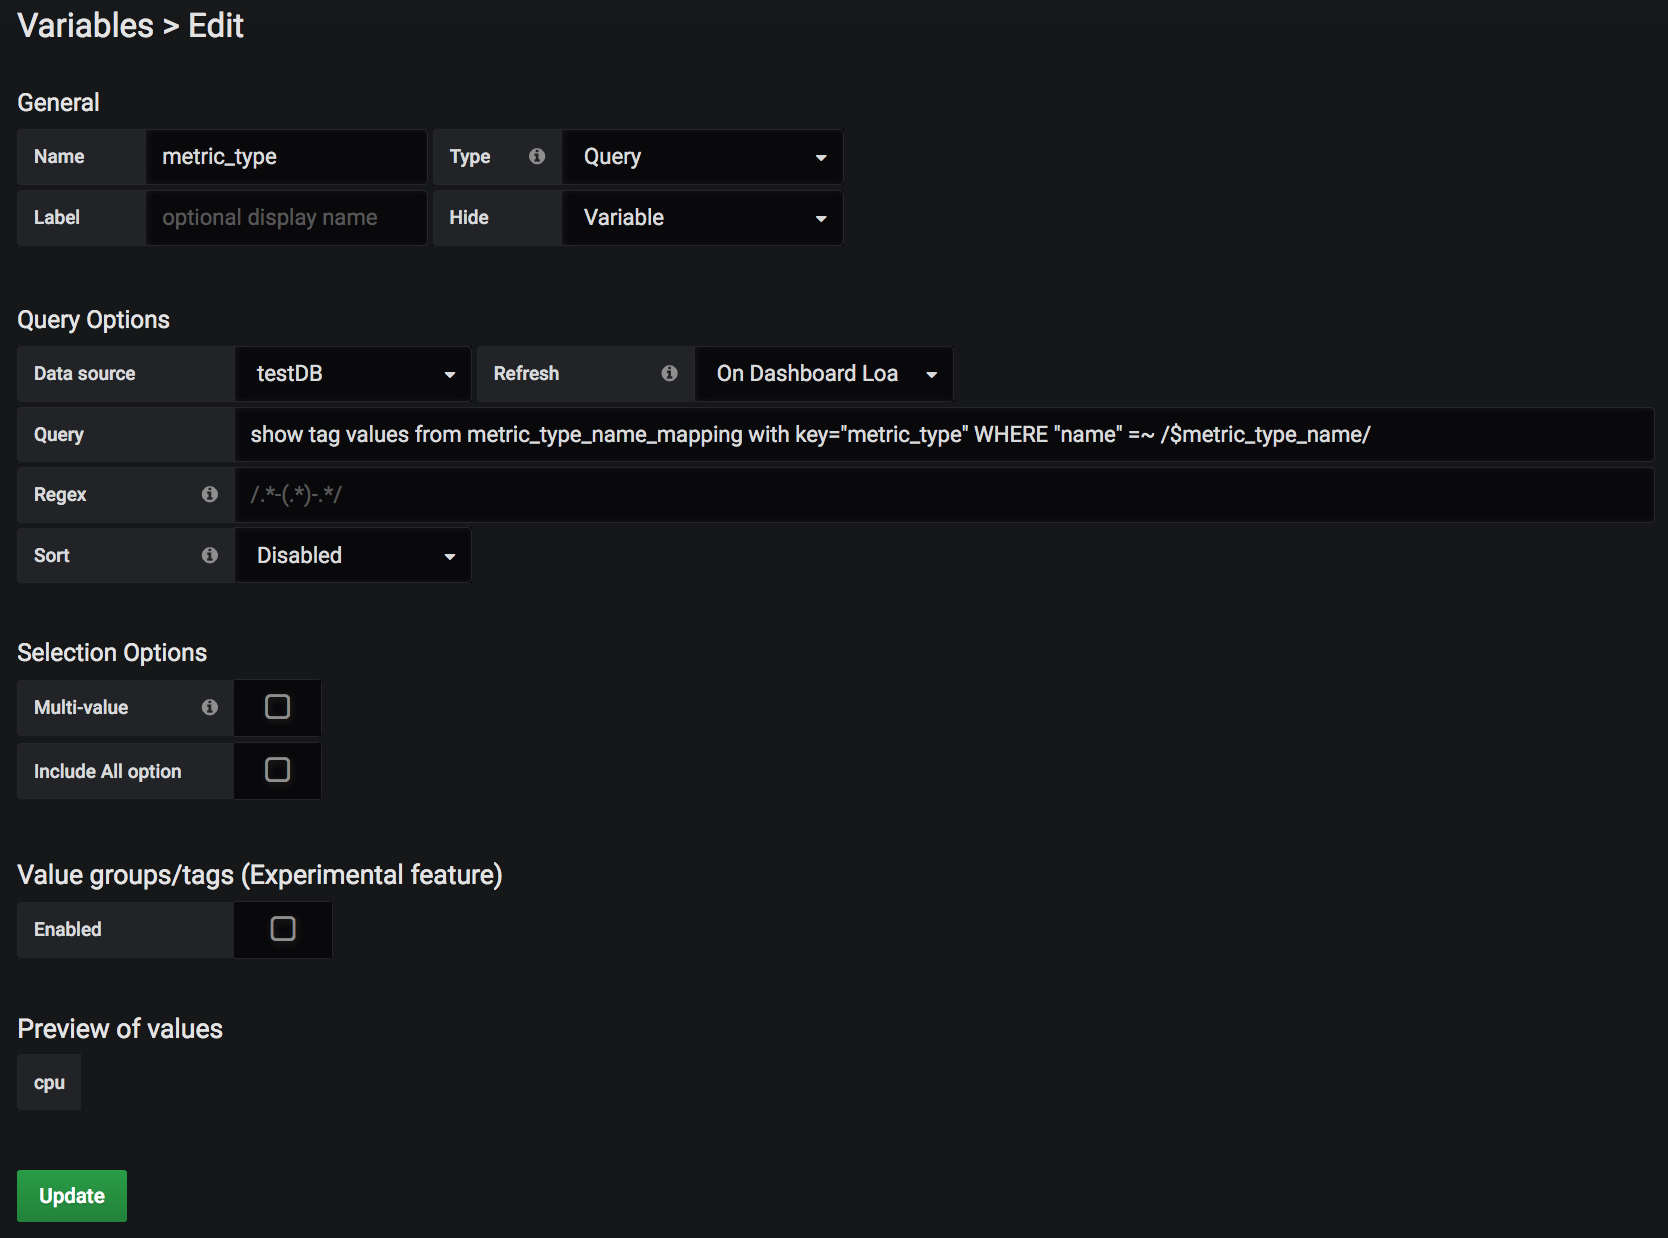 Variables > Edit
General
Name metric_type Type Query
Label optional display name Hide Variable
Query Options
Data source testDB Refresh On Dashboard Loa
Query show tag values from metric_type_name_mapping with key="metric_type" WHERE "name" =~ /$metric_type_name/
Regex /.*-(.*)-.*/
Sort Disabled
Selection Options
Multi-value
Include All option
Value groups/tags (Experimental feature)
Enabled
Preview of values
cpu
Update